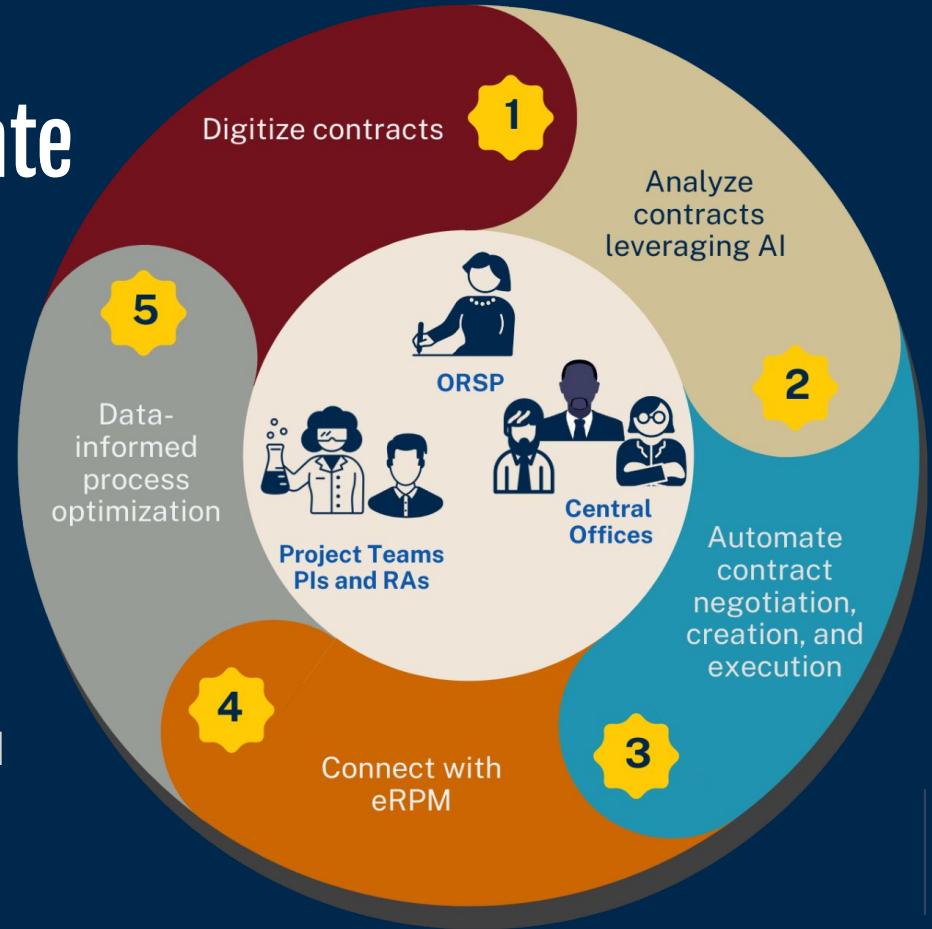 1
Digitize contracts
Analyze
contracts
leveraging AI
2
Automate
contract
negotiation,
creation, and
execution
3
Connect with
eRPM
4
5
Data-
informed
process
optimization
ORSP
Central
Offices
Project Teams
PIs and RAs